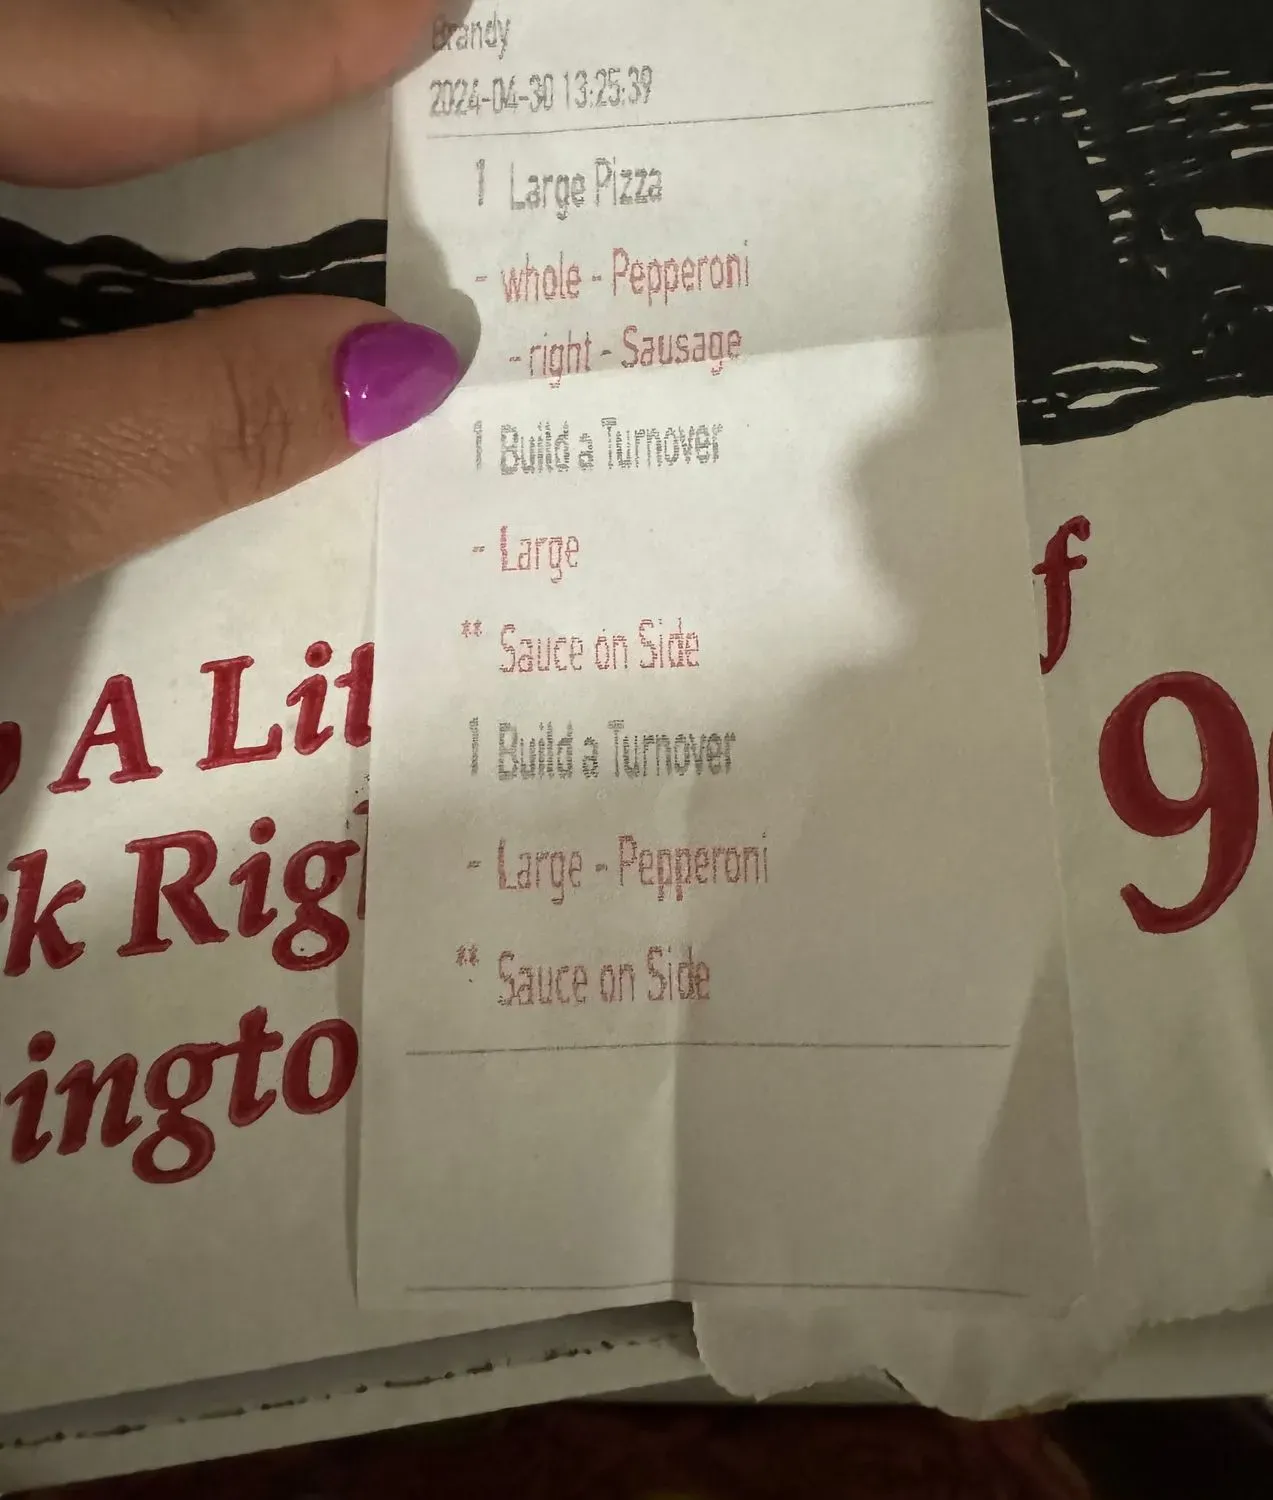 Brandy
2024-04-30 13:25:39
1 Large Pizza
- whole - Pepperoni
- right - Sausage
1 Build a Turnover
- Large
** Sauce on Side
1 Build a Turnover
- Large - Pepperoni
** Sauce on Side
A Lit
k Rig
ingto
f
9